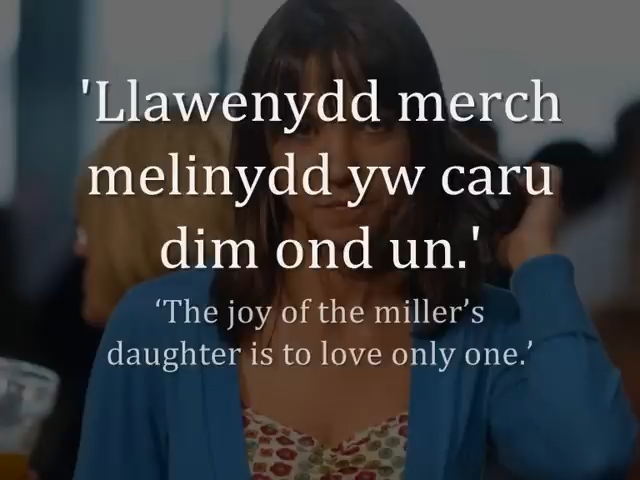 'Llawenydd merch
melinydd yw caru
dim ond un.'
‘The joy of the miller’s
daughter is to love only one.’